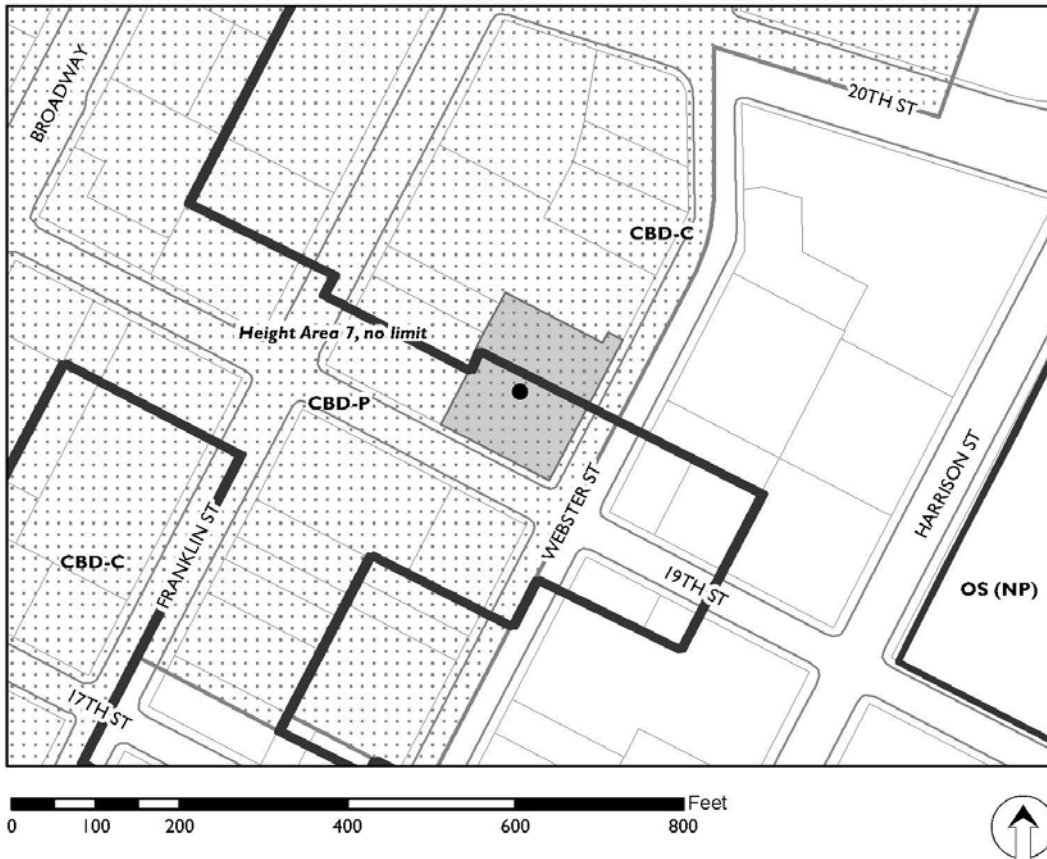 BROADWAY
20TH ST
CBD-C
Height Area 7, no limit
CBD-P
WEBSTER ST
HARRISON ST
FRANKLIN ST
CBD-C
19TH ST
OS (NP)
17TH ST
Feet
0 100 200 400 600 800